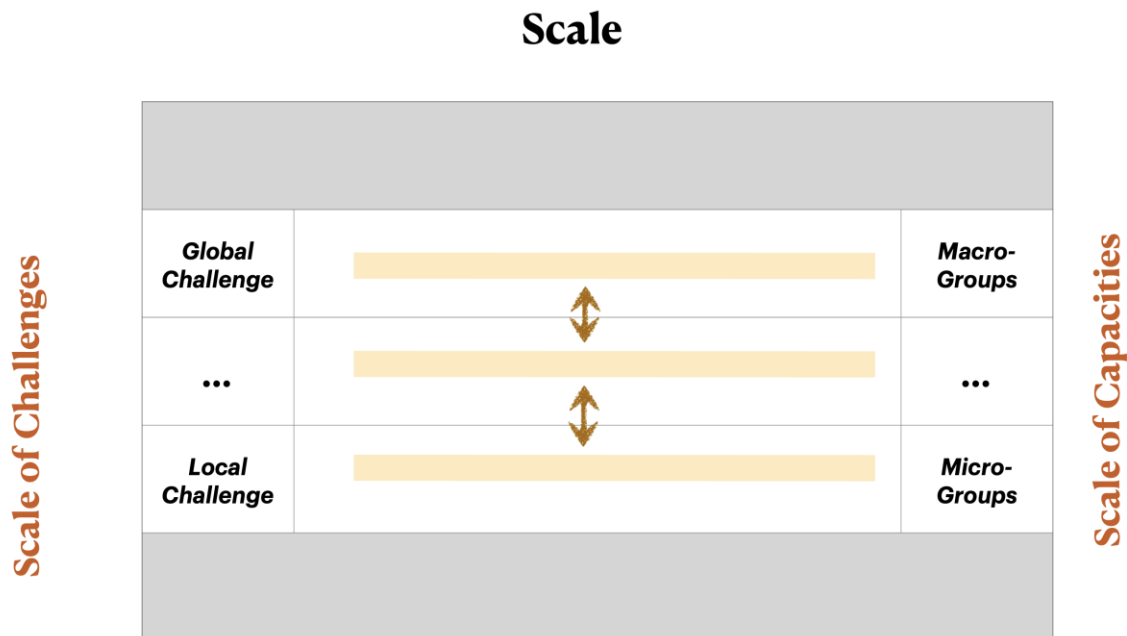 Scale
Scale of Challenges
Global
Challenge
Macro-
Groups
...
...
Local
Challenge
Micro-
Groups
Scale of Capacities